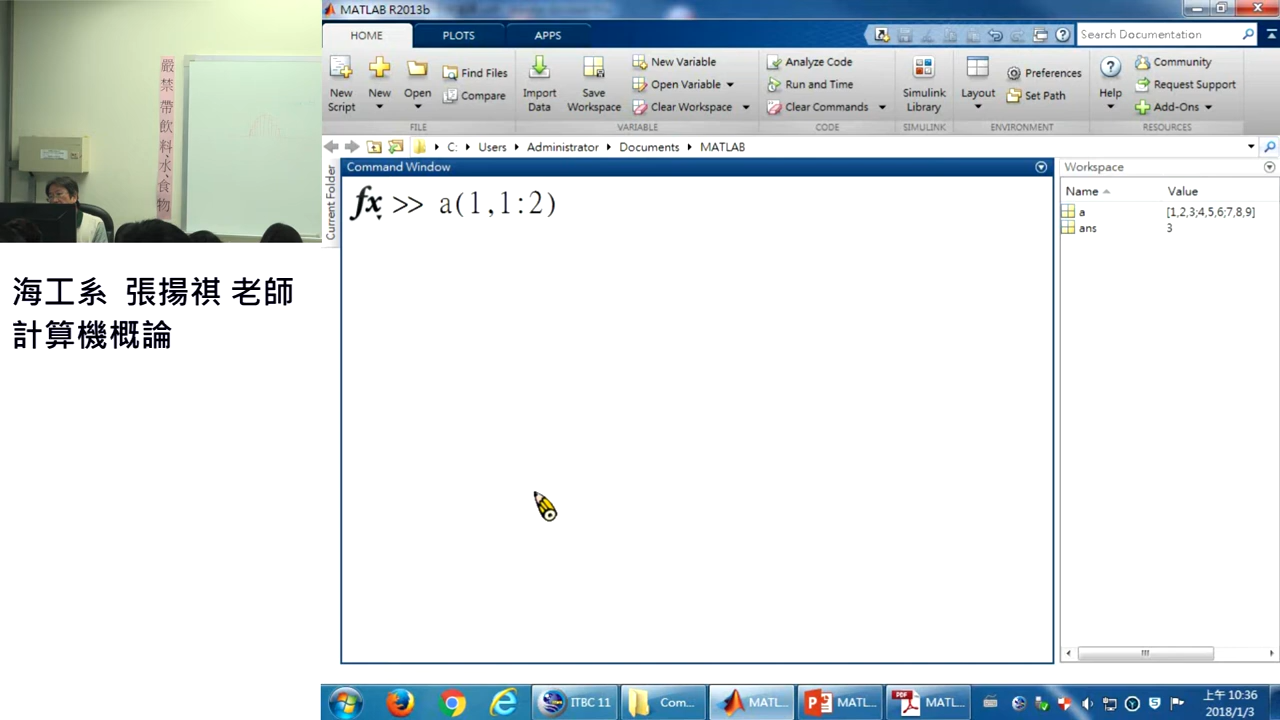 嚴禁帶飲料水、食物
海工系 張揚祺 老師
計算機概論
MATLAB R2013b
HOME PLOTS APPS
Search Documentation
New Script
New
Open
Find Files
Compare
FILE
Import Data
Save Workspace
New Variable
Open Variable
Clear Workspace
VARIABLE
Analyze Code
Run and Time
Clear Commands
CODE
Simulink Library
SIMULINK
Layout
Preferences
Set Path
ENVIRONMENT
Help
Community
Request Support
Add-Ons
RESOURCES
C: Users Administrator Documents MATLAB
Current Folder
Command Window
fx >> a(1,1:2)
Workspace
Name Value
a [1,2,3;4,5,6;7,8,9]
ans 3
ITBC 11
Com...
MATL...
MATL...
MATL...
上午 10:36
2018/1/3